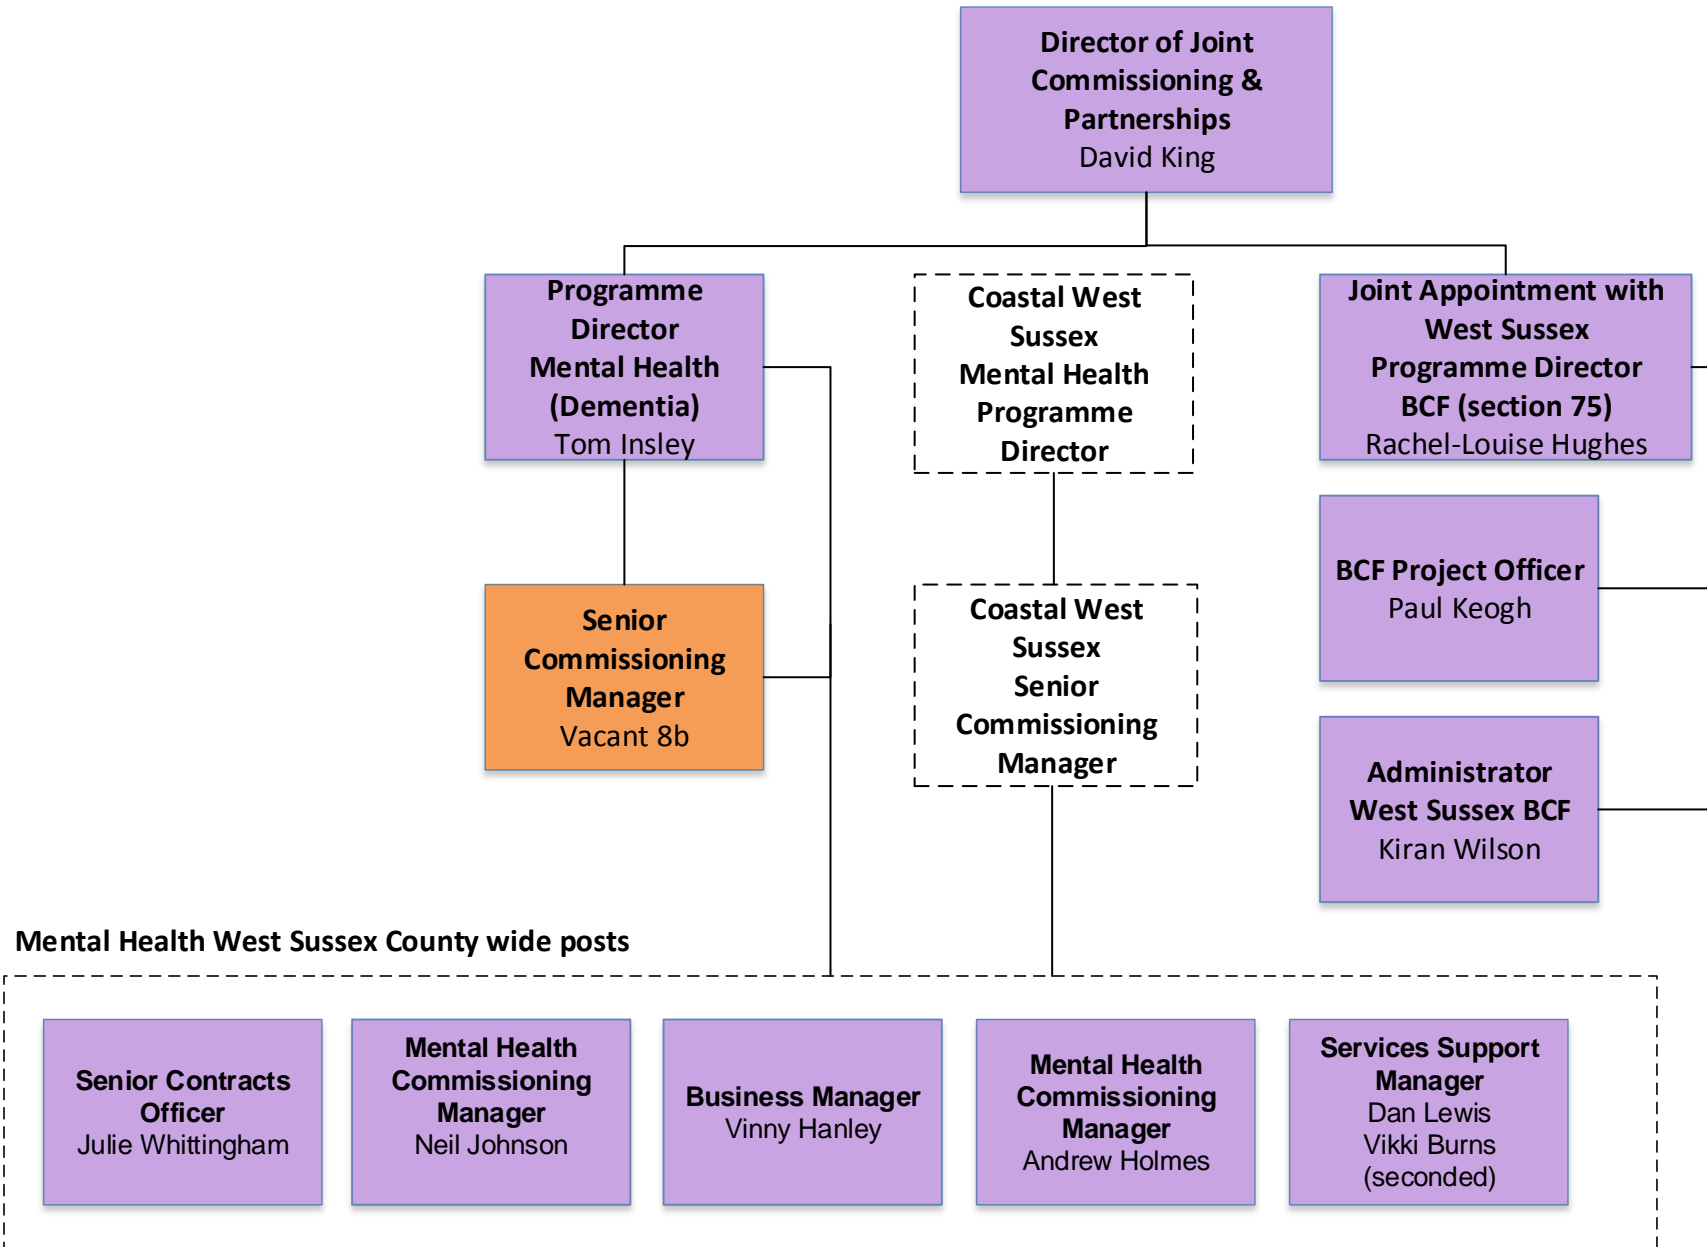 Director of Joint
Commissioning &
Partnerships
David King
Programme
Director
Mental Health
(Dementia)
Tom Insley
Coastal West
Sussex
Mental Health
Programme
Director
Joint Appointment with
West Sussex
Programme Director
BCF (section 75)
Rachel-Louise Hughes
BCF Project Officer
Paul Keogh
Senior
Commissioning
Manager
Vacant 8b
Coastal West
Sussex
Senior
Commissioning
Manager
Administrator
West Sussex BCF
Kiran Wilson
Mental Health West Sussex County wide posts
Senior Contracts
Officer
Julie Whittingham
Mental Health
Commissioning
Manager
Neil Johnson
Business Manager
Vinny Hanley
Mental Health
Commissioning
Manager
Andrew Holmes
Services Support
Manager
Dan Lewis
Vikki Burns
(seconded)